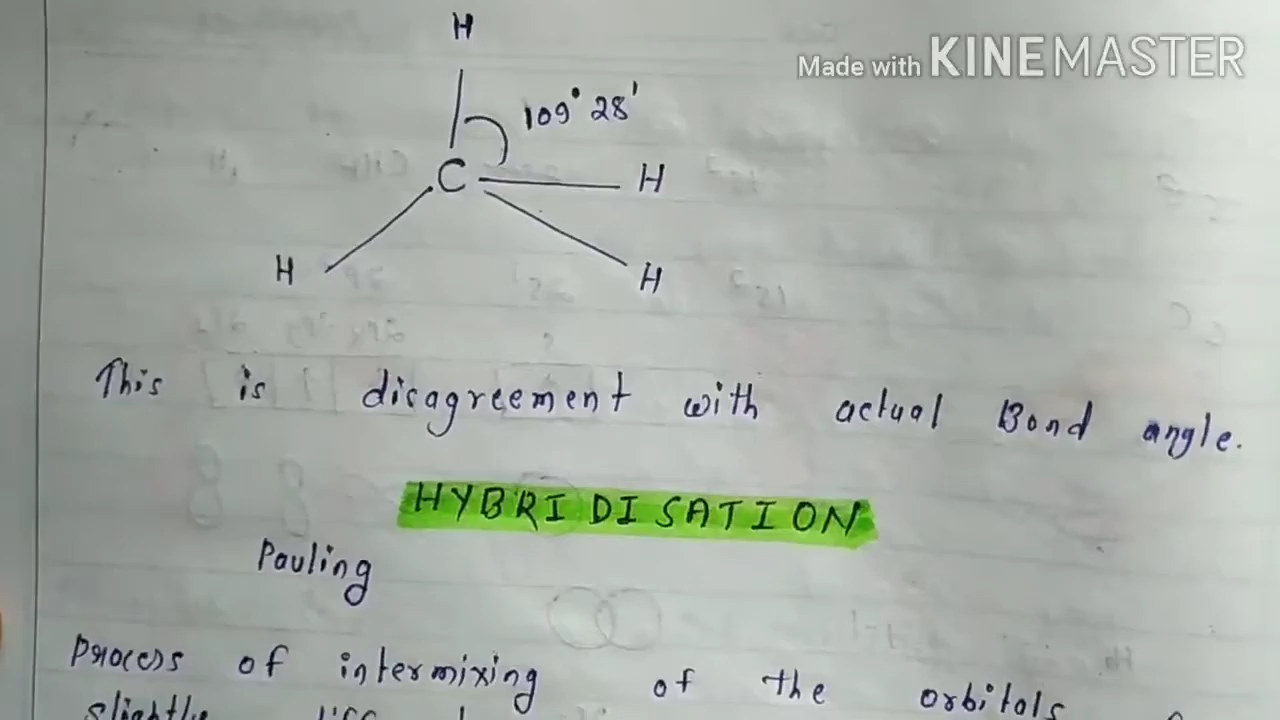 H
Made with KINEMASTER
109° 28'
C H
H H
This is disagreement with actual Bond angle.
HYBRIDISATION
Pauling
Process of intermixing of the orbitals
slightly